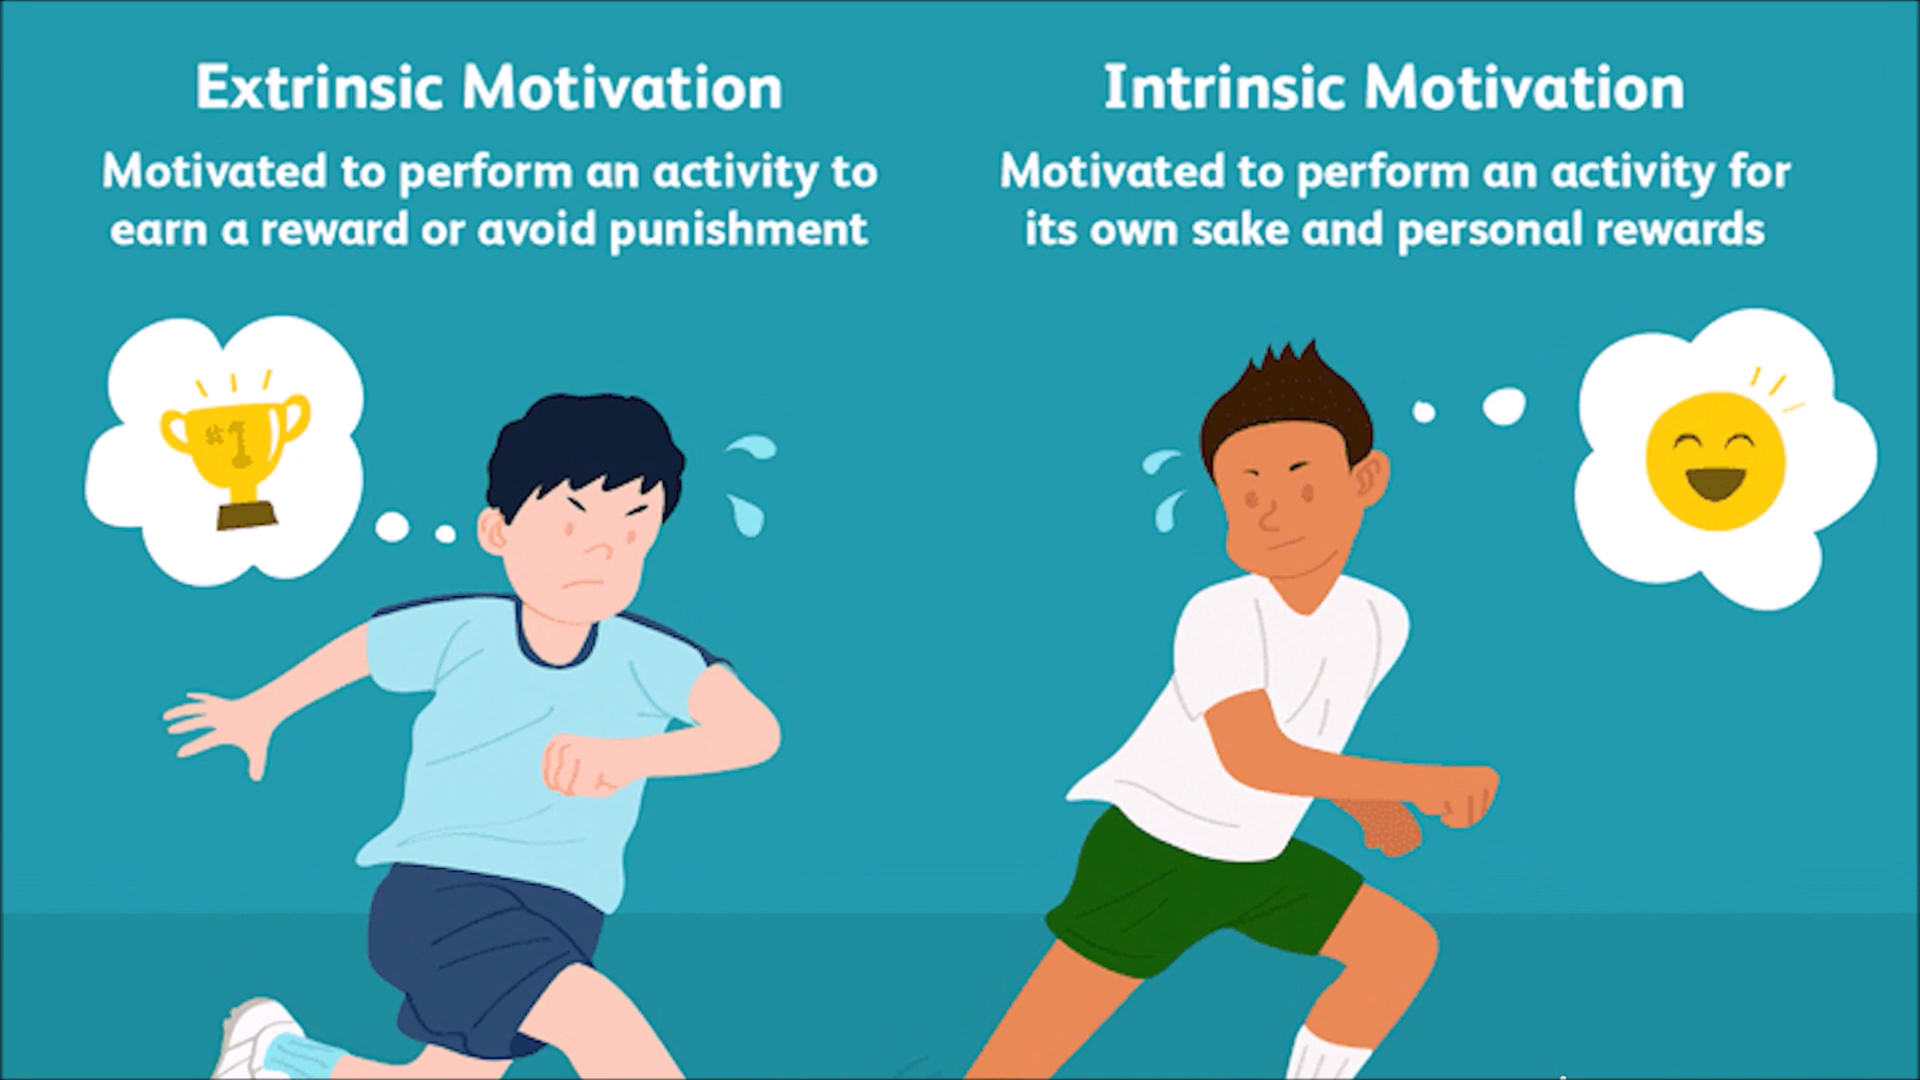 Extrinsic Motivation
Motivated to perform an activity to
earn a reward or avoid punishment
Intrinsic Motivation
Motivated to perform an activity for
its own sake and personal rewards
#1